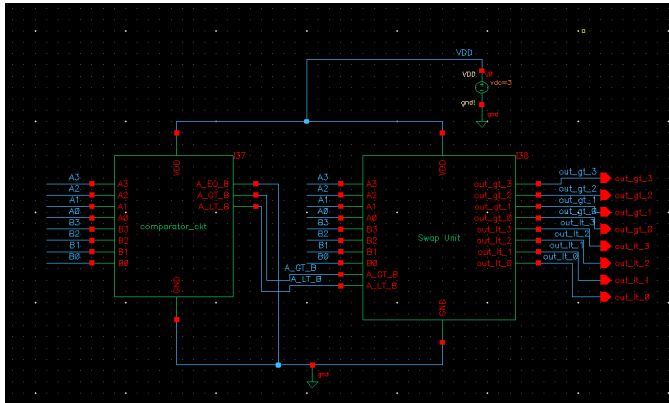 VDD
VDD V0
vdc=3
gnd!
gnd
I37
I38
VDD
VDD
A3 A3 A_EQ_B
A2 A2 A_GT_B
A1 A1 A_LT_B
A0 A0
B3 B3
B2 B2
B1 B1
B0 B0
comparator_ckt
GND
A3 A3 out_gt_3 out_gt_3 out_gt_3
A2 A2 out_gt_2 out_gt_2 out_gt_2
A1 A1 out_gt_1 out_gt_1 out_gt_1
A0 A0 out_gt_0 out_gt_0 out_gt_0
B3 B3 out_lt_3 out_lt_3 out_lt_3
B2 B2 out_lt_2 out_lt_2 out_lt_2
B1 B1 out_lt_1 out_lt_1 out_lt_1
B0 B0 out_lt_0 out_lt_0 out_lt_0
Swap Unit
A_GT_B A_GT_B
A_LT_B A_LT_B
GND
gnd